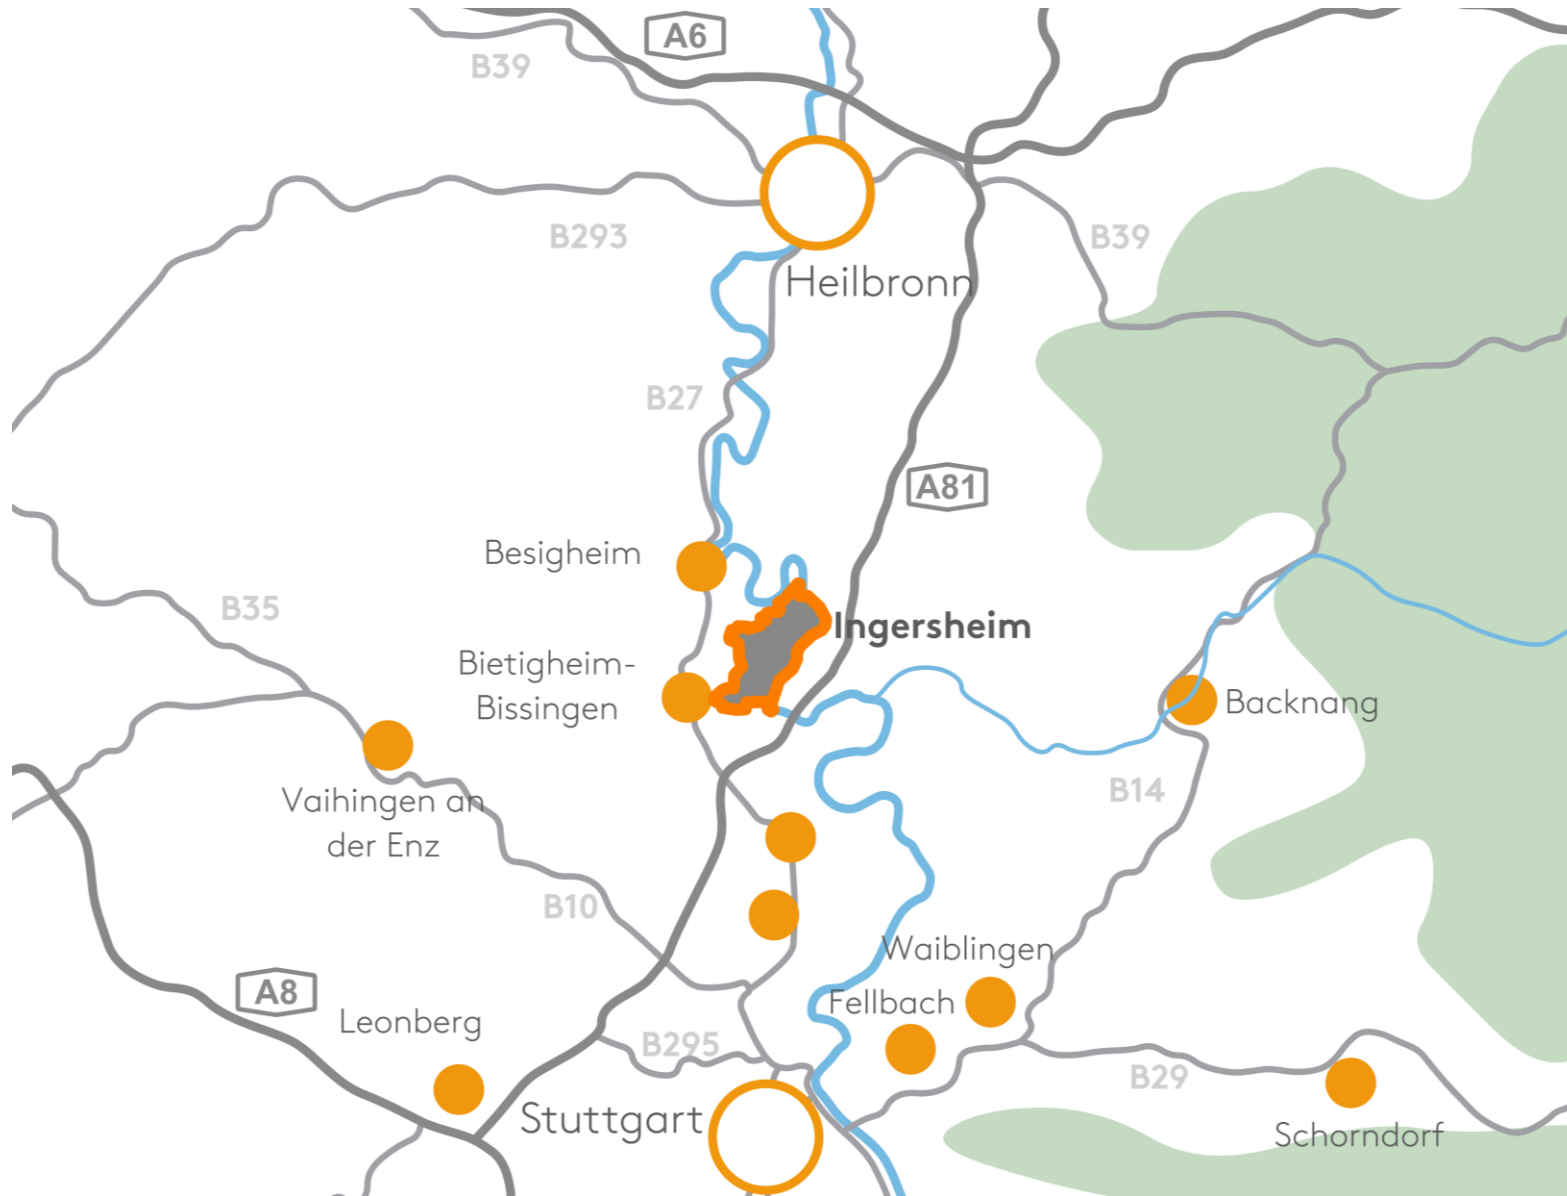 A6
B39
B293
B39
Heilbronn
B27
A81
Besigheim
B35
Ingersheim
Bietigheim-
Bissingen
Backnang
B14
Vaihingen an
der Enz
B10
Waiblingen
A8
Fellbach
Leonberg
B295
B29
Stuttgart
Schorndorf